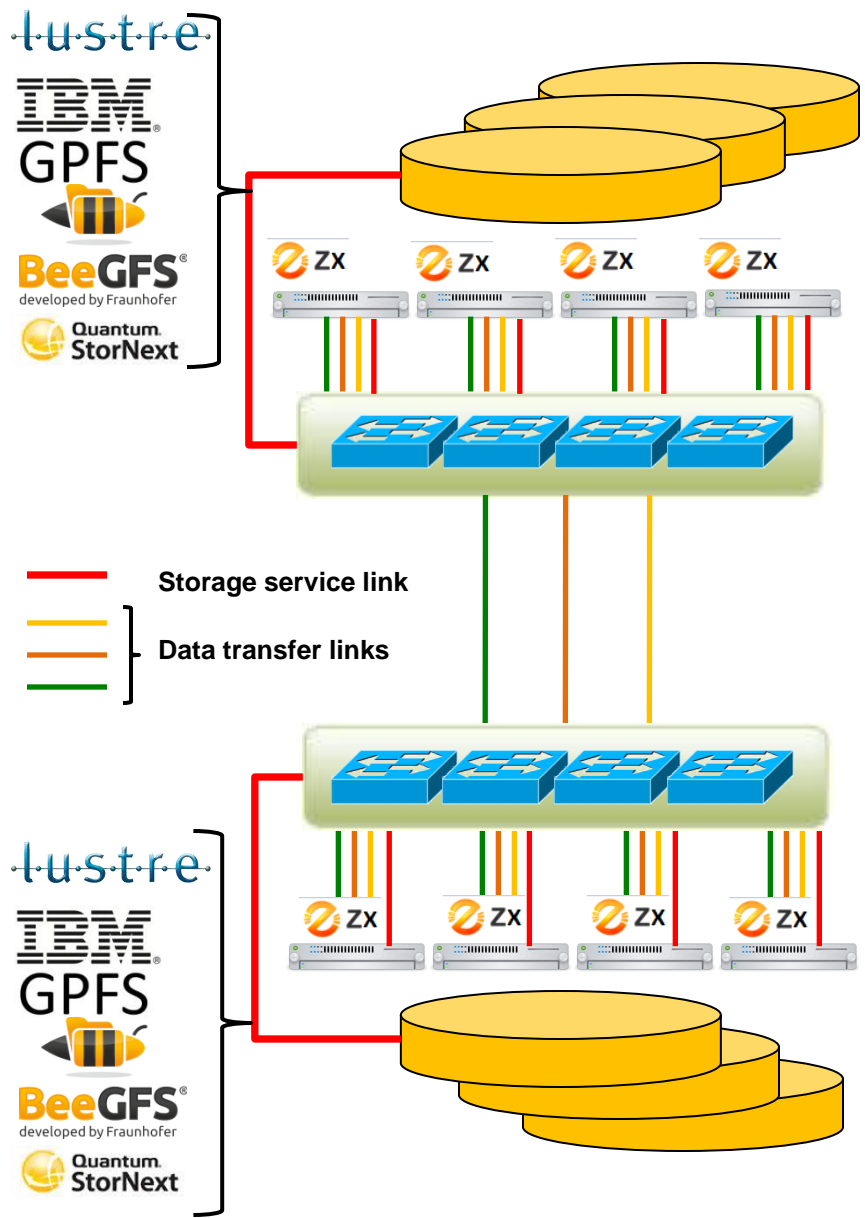 lustre
IBM®
GPFS
BeeGFS®
developed by Fraunhofer
Quantum.
StorNext
Zx
Zx
Zx
Zx
Storage service link
Data transfer links
lustre
IBM®
GPFS
BeeGFS®
developed by Fraunhofer
Quantum.
StorNext
Zx
Zx
Zx
Zx